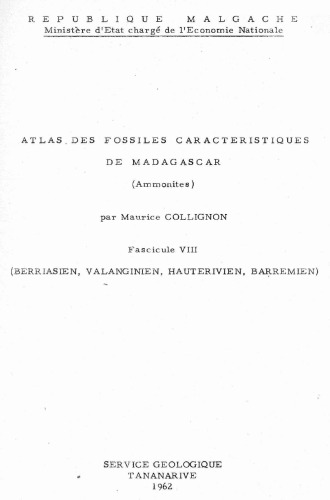 REPUBLIQUE MALGACHE
Ministère d'Etat chargé de l'Economie Nationale
ATLAS DES FOSSILES CARACTERISTIQUES
DE MADAGASCAR
(Ammonites)
par Maurice COLLIGNON
Fascicule VIII
(BERRIASIEN, VALANGINIEN, HAUTERIVIEN, BARREMIEN)
SERVICE GEOLOGIQUE
TANANARIVE
1962